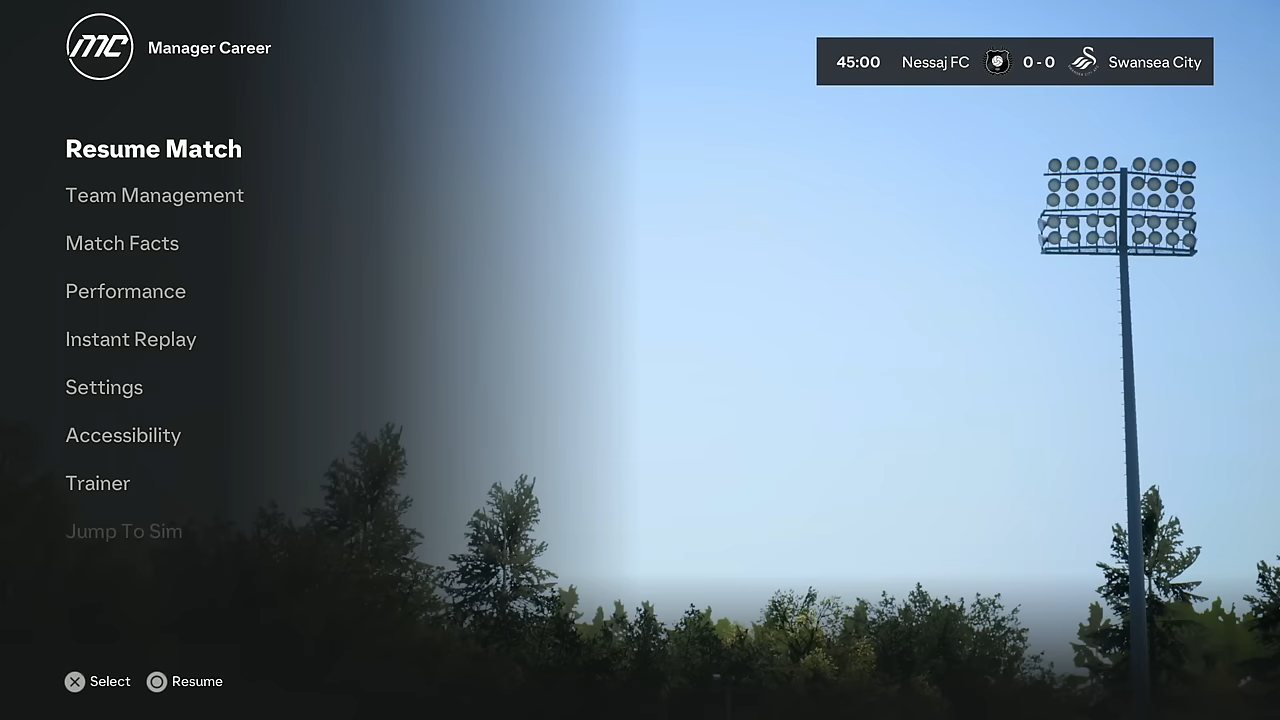 MC Manager Career
45:00 Nessaj FC 0 - 0 Swansea City
Resume Match
Team Management
Match Facts
Performance
Instant Replay
Settings
Accessibility
Trainer
Jump To Sim
Select Resume